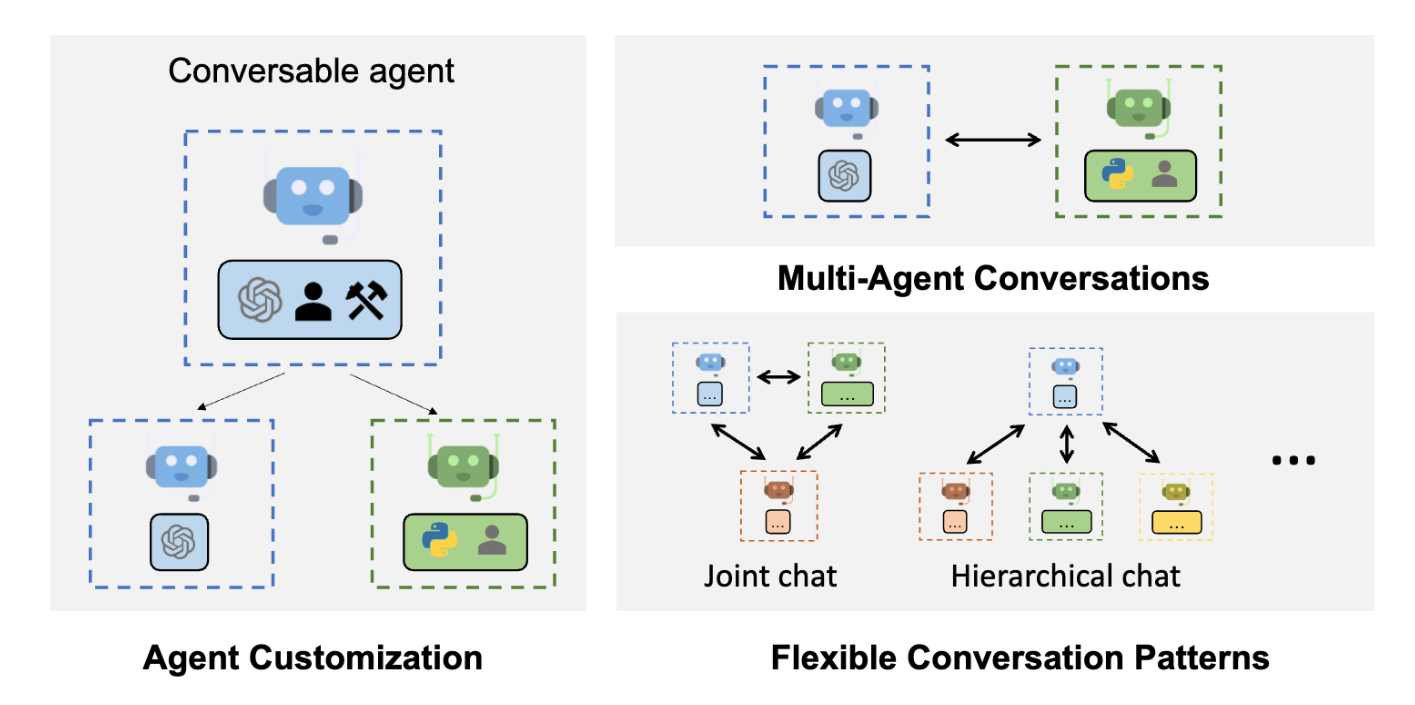 Conversable agent
Agent Customization
Multi-Agent Conversations
...
...
...
...
...
...
...
...
Joint chat
Hierarchical chat
Flexible Conversation Patterns